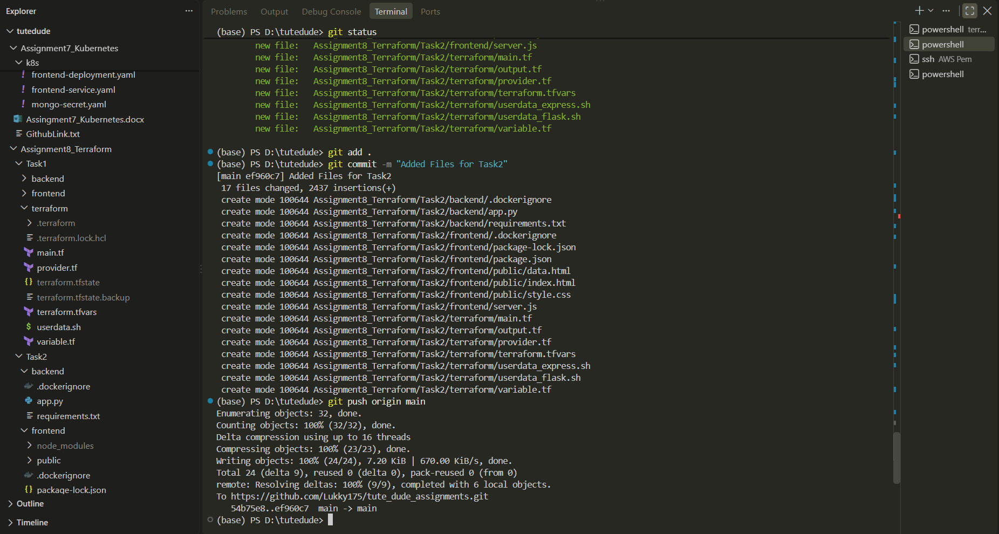 Explorer
tutedude
Assignment7_Kubernetes
k8s
frontend-deployment.yaml
frontend-service.yaml
mongo-secret.yaml
Assingment7_Kubernetes.docx
GithubLink.txt
Assignment8_Terraform
Task1
backend
frontend
terraform
.terraform
.terraform.lock.hcl
main.tf
provider.tf
terraform.tfstate
terraform.tfstate.backup
terraform.tfvars
userdata.sh
variable.tf
Task2
backend
.dockerignore
app.py
requirements.txt
frontend
node_modules
public
.dockerignore
package-lock.json
Outline
Timeline
Problems Output Debug Console Terminal Ports
(base) PS D:\tutedude> git status
new file: Assignment8_Terraform/Task2/frontend/server.js
new file: Assignment8_Terraform/Task2/terraform/main.tf
new file: Assignment8_Terraform/Task2/terraform/output.tf
new file: Assignment8_Terraform/Task2/terraform/provider.tf
new file: Assignment8_Terraform/Task2/terraform/terraform.tfvars
new file: Assignment8_Terraform/Task2/terraform/userdata_express.sh
new file: Assignment8_Terraform/Task2/terraform/userdata_flask.sh
new file: Assignment8_Terraform/Task2/terraform/variable.tf
(base) PS D:\tutedude> git add .
(base) PS D:\tutedude> git commit -m "Added Files for Task2"
[main ef960c7] Added Files for Task2
17 files changed, 2437 insertions(+)
create mode 100644 Assignment8_Terraform/Task2/backend/.dockerignore
create mode 100644 Assignment8_Terraform/Task2/backend/app.py
create mode 100644 Assignment8_Terraform/Task2/backend/requirements.txt
create mode 100644 Assignment8_Terraform/Task2/frontend/.dockerignore
create mode 100644 Assignment8_Terraform/Task2/frontend/package-lock.json
create mode 100644 Assignment8_Terraform/Task2/frontend/package.json
create mode 100644 Assignment8_Terraform/Task2/frontend/public/data.html
create mode 100644 Assignment8_Terraform/Task2/frontend/public/index.html
create mode 100644 Assignment8_Terraform/Task2/frontend/public/style.css
create mode 100644 Assignment8_Terraform/Task2/frontend/server.js
create mode 100644 Assignment8_Terraform/Task2/terraform/main.tf
create mode 100644 Assignment8_Terraform/Task2/terraform/output.tf
create mode 100644 Assignment8_Terraform/Task2/terraform/provider.tf
create mode 100644 Assignment8_Terraform/Task2/terraform/terraform.tfvars
create mode 100644 Assignment8_Terraform/Task2/terraform/userdata_express.sh
create mode 100644 Assignment8_Terraform/Task2/terraform/userdata_flask.sh
create mode 100644 Assignment8_Terraform/Task2/terraform/variable.tf
(base) PS D:\tutedude> git push origin main
Enumerating objects: 32, done.
Counting objects: 100% (32/32), done.
Delta compression using up to 16 threads
Compressing objects: 100% (23/23), done.
Writing objects: 100% (24/24), 7.20 KiB | 670.00 KiB/s, done.
Total 24 (delta 9), reused 0 (delta 0), pack-reused 0 (from 0)
remote: Resolving deltas: 100% (9/9), completed with 6 local objects.
To https://github.com/Lukky175/tute_dude_assignments.git
54b75e8..ef960c7 main -> main
(base) PS D:\tutedude>
powershell terr...
powershell
ssh AWS Pem
powershell